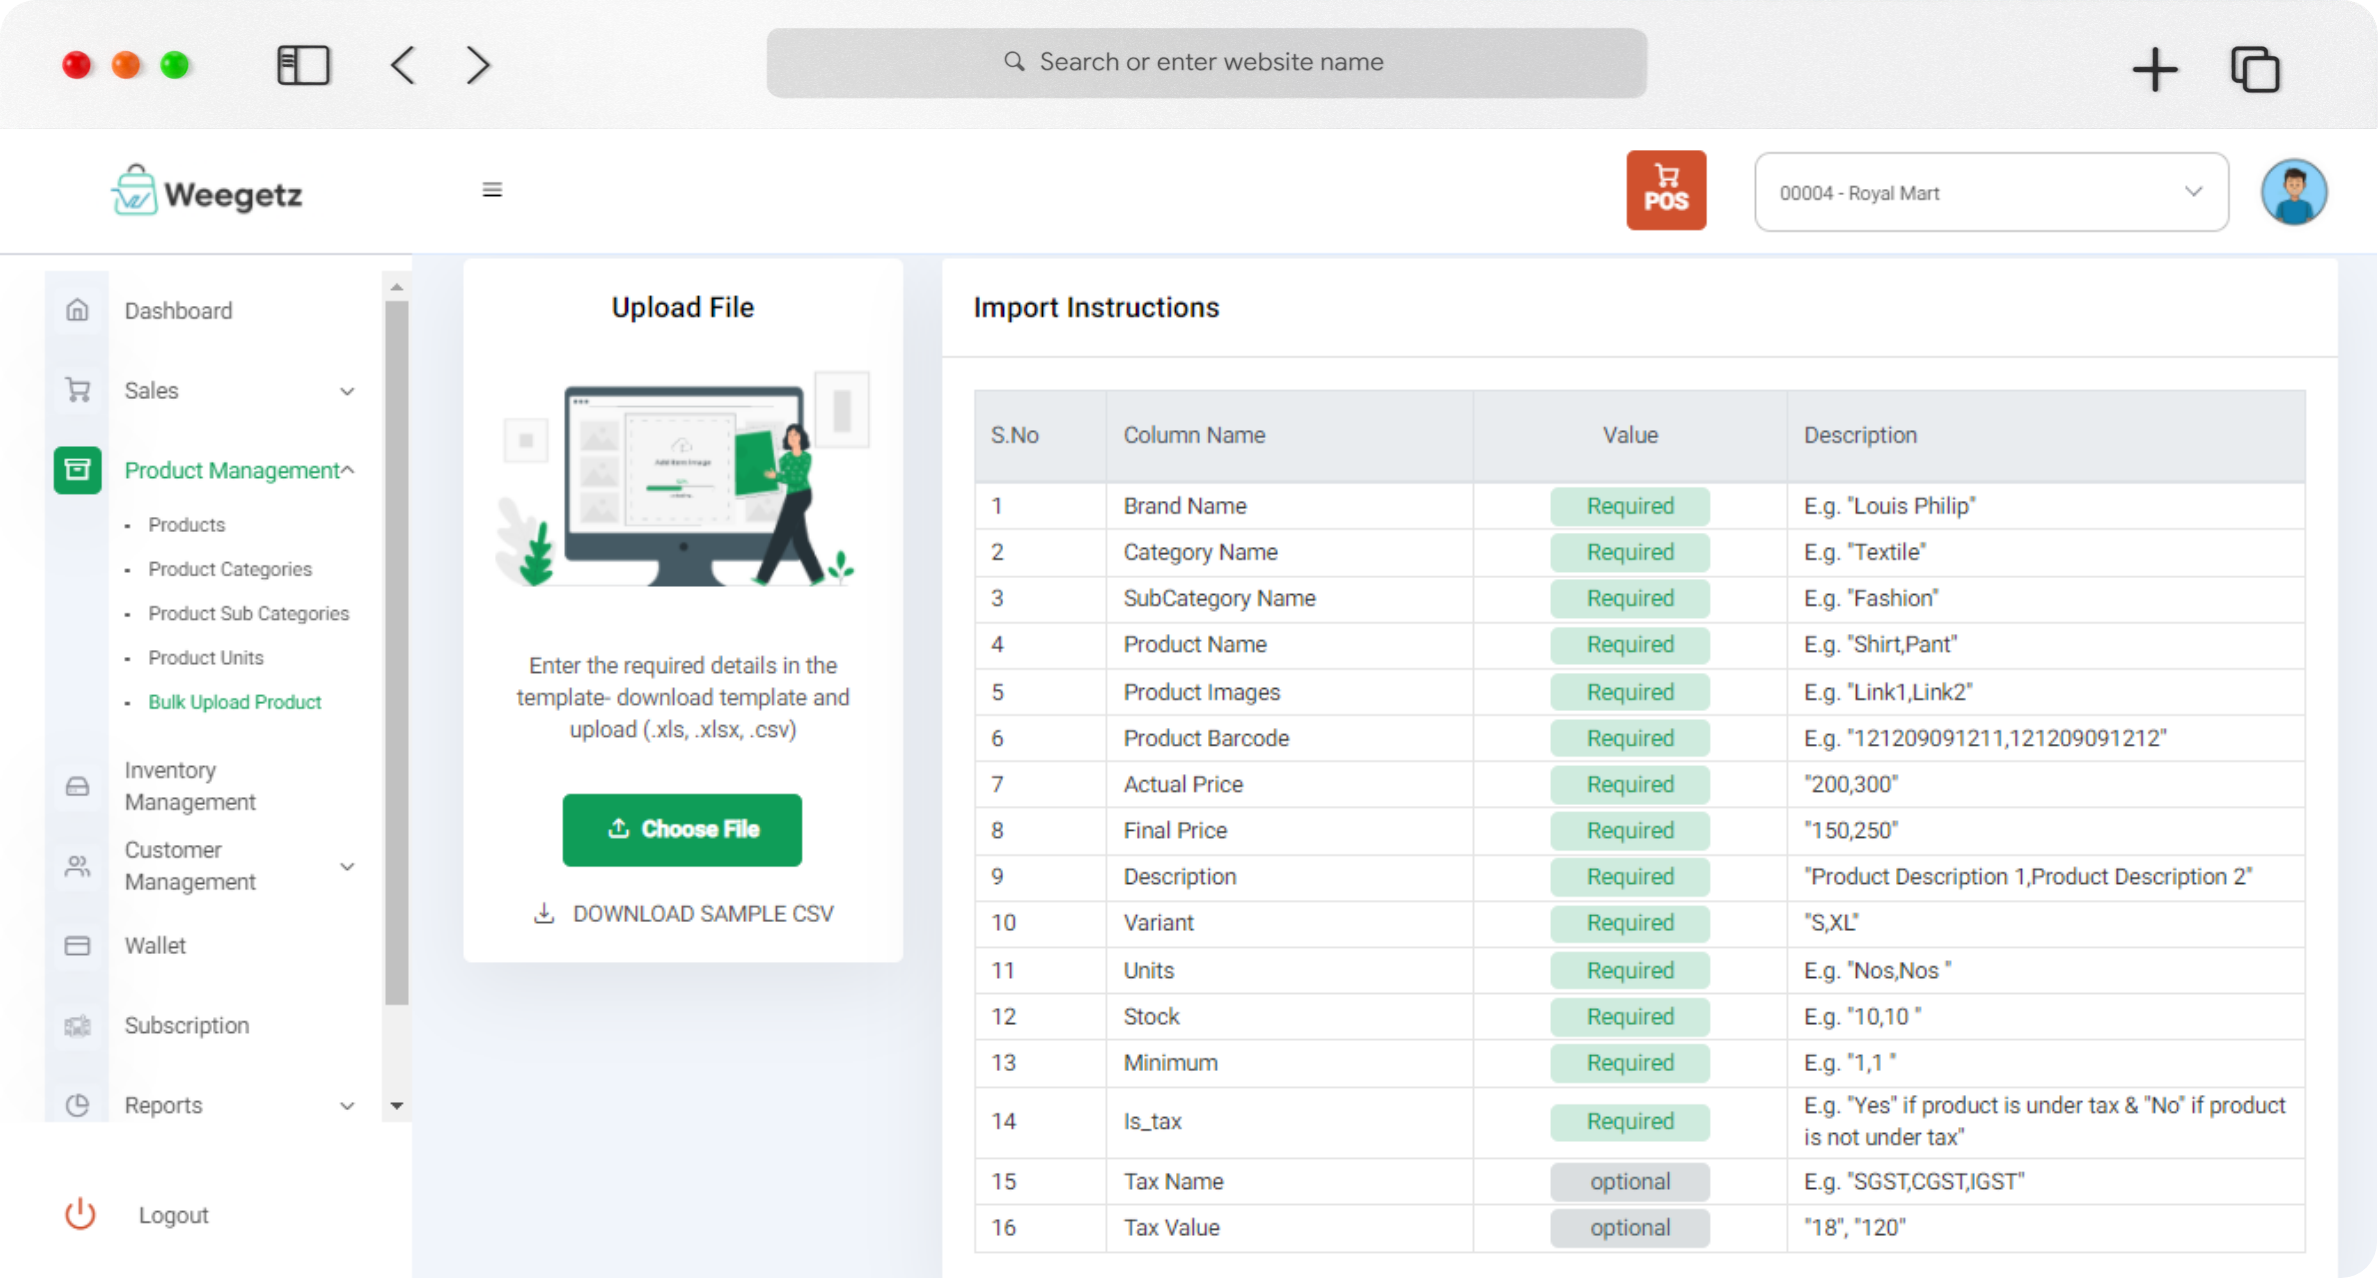 Search or enter website name
Weegetz
POS
00004 - Royal Mart
Dashboard
Sales
Product Management
Products
Product Categories
Product Sub Categories
Product Units
Bulk Upload Product
Inventory
Management
Customer
Management
Wallet
Subscription
Reports
Logout
Upload File
Add Item Image
Enter the required details in the
template- download template and
upload (.xls, .xlsx, .csv)
Choose File
DOWNLOAD SAMPLE CSV
Import Instructions
S.No Column Name Value Description
1 Brand Name Required E.g. "Louis Philip"
2 Category Name Required E.g. "Textile"
3 SubCategory Name Required E.g. "Fashion"
4 Product Name Required E.g. "Shirt,Pant"
5 Product Images Required E.g. "Link1,Link2"
6 Product Barcode Required E.g. "121209091211,121209091212"
7 Actual Price Required "200,300"
8 Final Price Required "150,250"
9 Description Required "Product Description 1,Product Description 2"
10 Variant Required "S,XL"
11 Units Required E.g. "Nos,Nos "
12 Stock Required E.g. "10,10 "
13 Minimum Required E.g. "1,1 "
14 Is_tax Required E.g. "Yes" if product is under tax & "No" if product
is not under tax"
15 Tax Name optional E.g. "SGST,CGST,IGST"
16 Tax Value optional "18", "120"